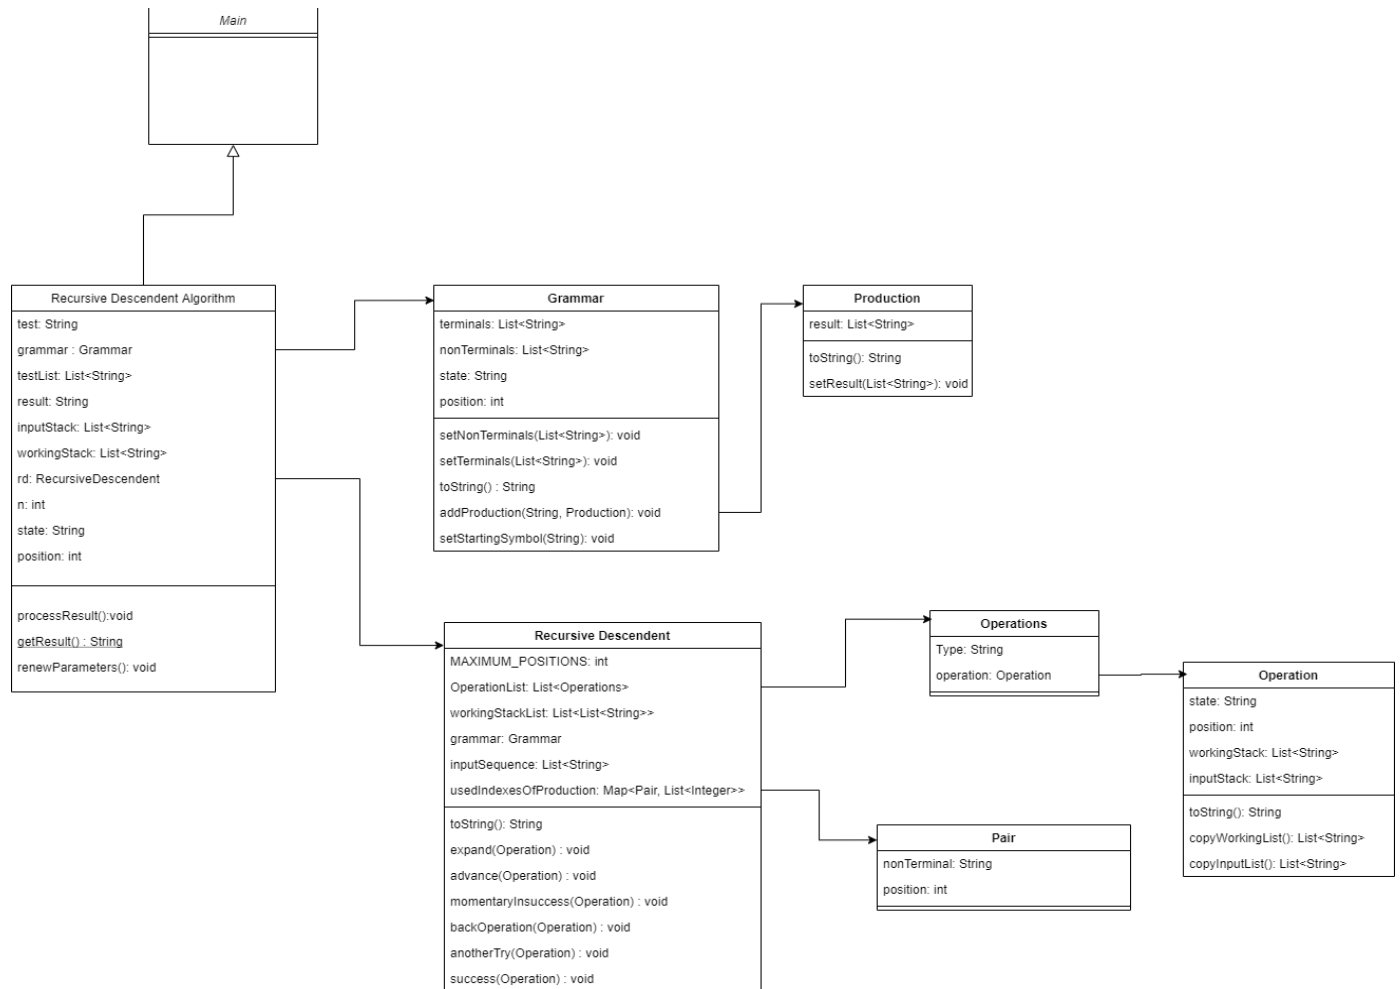 Main
Recursive Descendent Algorithm
test: String
grammar : Grammar
testList: List<String>
result: String
inputStack: List<String>
workingStack: List<String>
rd: RecursiveDescendent
n: int
state: String
position: int
processResult():void
getResult() : String
renewParameters(): void
Grammar
terminals: List<String>
nonTerminals: List<String>
state: String
position: int
setNonTerminals(List<String>): void
setTerminals(List<String>): void
toString() : String
addProduction(String, Production): void
setStartingSymbol(String): void
Production
result: List<String>
toString(): String
setResult(List<String>): void
Recursive Descendent
MAXIMUM_POSITIONS: int
OperationList: List<Operations>
workingStackList: List<List<String>>
grammar: Grammar
inputSequence: List<String>
usedIndexesOfProduction: Map<Pair, List<Integer>>
toString(): String
expand(Operation) : void
advance(Operation) : void
momentaryInsuccess(Operation) : void
backOperation(Operation) : void
anotherTry(Operation) : void
success(Operation) : void
Operations
Type: String
operation: Operation
Operation
state: String
position: int
workingStack: List<String>
inputStack: List<String>
toString(): String
copyWorkingList(): List<String>
copyInputList(): List<String>
Pair
nonTerminal: String
position: int